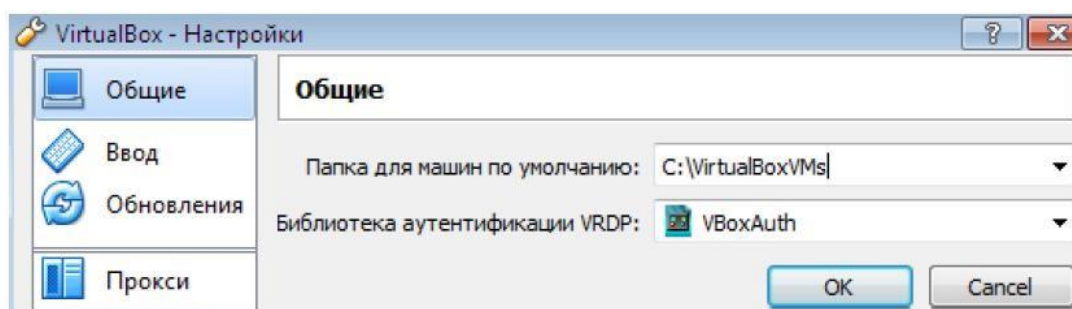 VirtualBox - Настройки
Общие
Ввод
Обновления
Прокси
Общие
Папка для машин по умолчанию: C:\VirtualBoxVMs
Библиотека аутентификации VRDP: VBoxAuth
OK Cancel